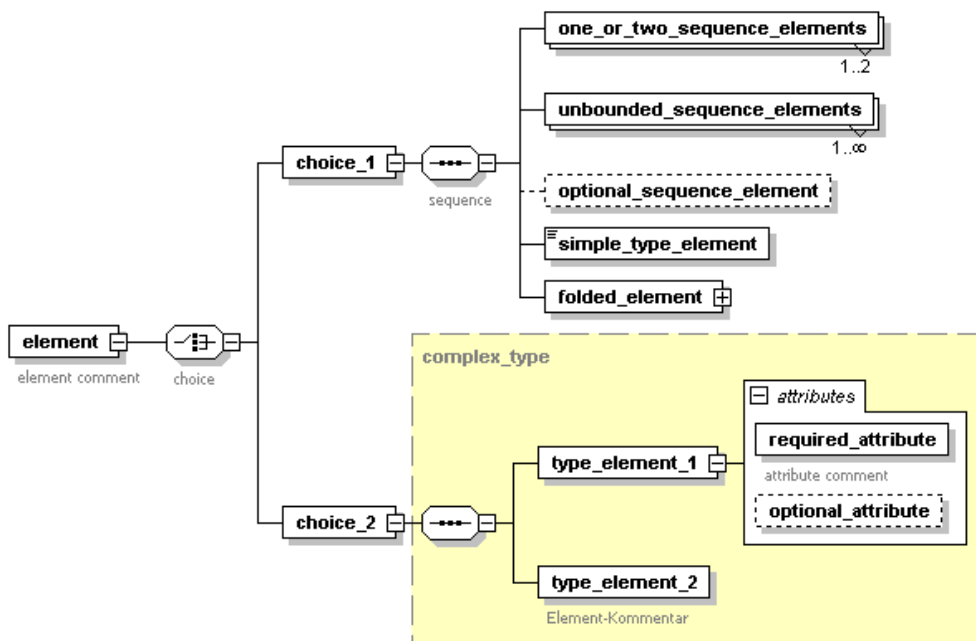 one_or_two_sequence_elements
1..2
unbounded_sequence_elements
1..∞
choice_1
sequence
optional_sequence_element
simple_type_element
folded_element
element
element comment
choice
complex_type
attributes
required_attribute
attribute comment
optional_attribute
type_element_1
choice_2
type_element_2
Element-Kommentar